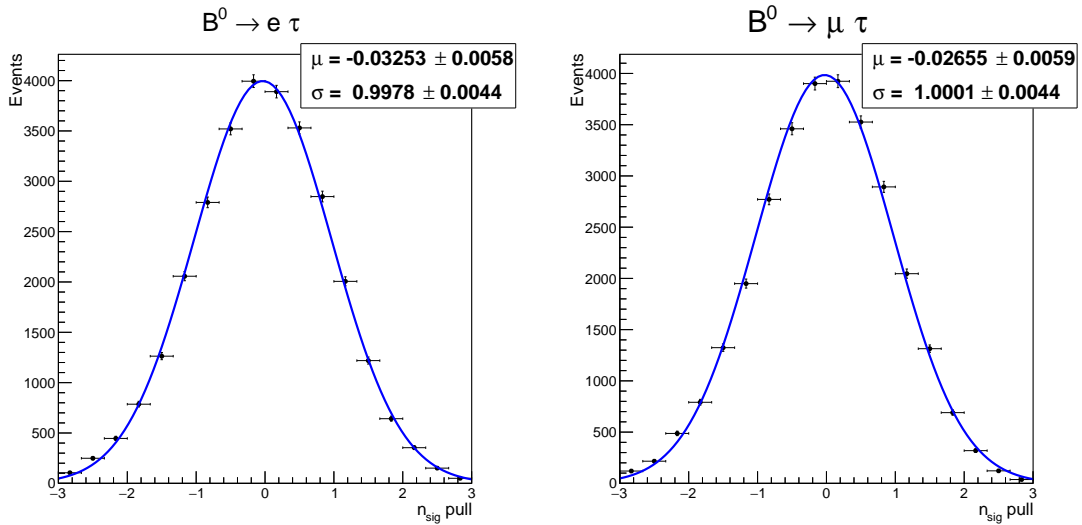 B⁰ → e τ
μ = -0.03253 ± 0.0058
σ = 0.9978 ± 0.0044
Events
4000
3500
3000
2500
2000
1500
1000
500
0
−3 −2 −1 0 1 2 3
n_sig pull
B⁰ → μ τ
μ = -0.02655 ± 0.0059
σ = 1.0001 ± 0.0044
Events
4000
3500
3000
2500
2000
1500
1000
500
0
−3 −2 −1 0 1 2 3
n_sig pull